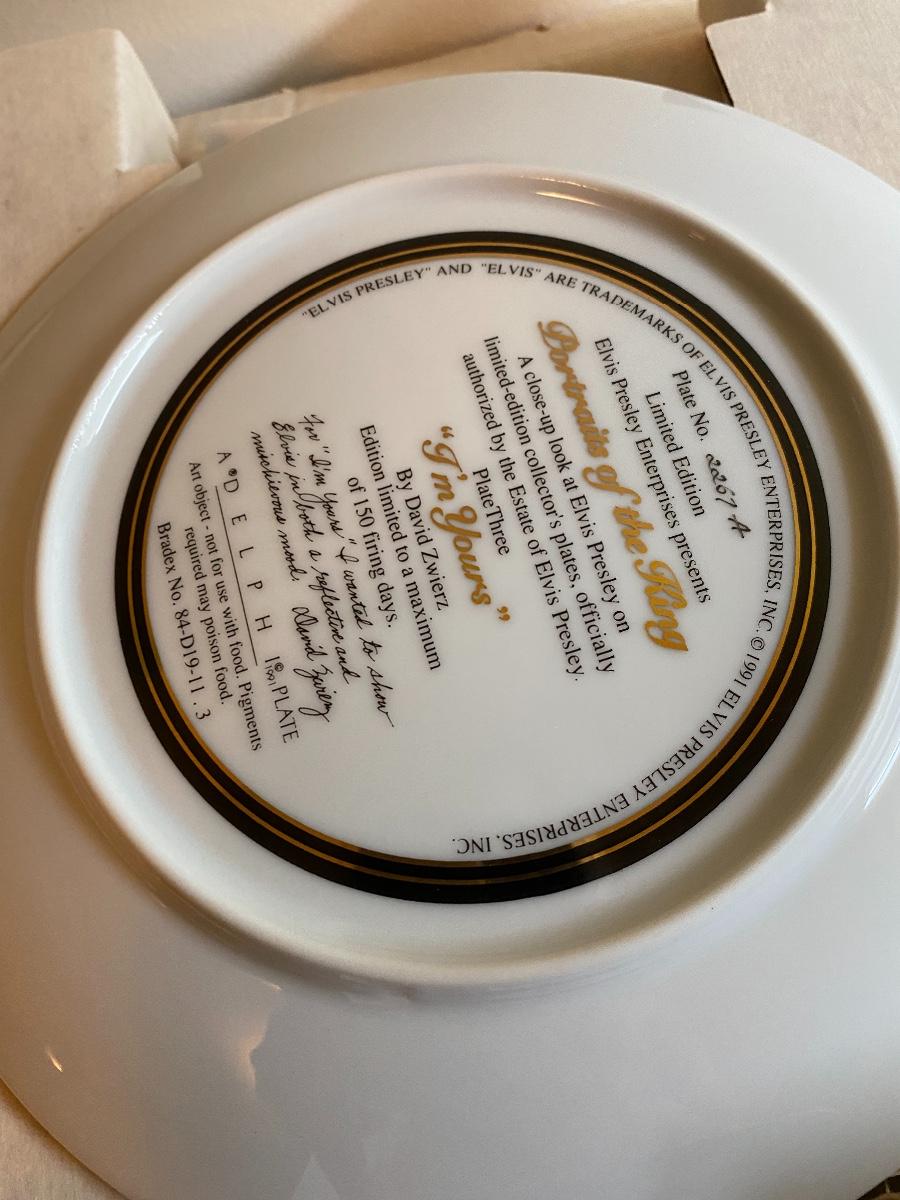 "ELVIS PRESLEY" AND "ELVIS" ARE TRADEMARKS OF ELVIS PRESLEY ENTERPRISES, INC. © 1991 ELVIS PRESLEY ENTERPRISES, INC.
Plate No. 2267 A
Limited Edition
Elvis Presley Enterprises presents
Portraits of the King
A close-up look at Elvis Presley on
limited-edition collector's plates, officially
authorized by the Estate of Elvis Presley.
Plate Three
"I'm Yours"
By David Zwierz
Edition limited to a maximum
of 150 firing days.
For "I'm Yours" I wanted to show
Elvis in both a reflective and
mischievous mood. David Zwierz
A ®DELPHI ©1991 PLATE
Art object - not for use with food. Pigments
required may poison food.
Bradex No. 84-D19-11 . 3